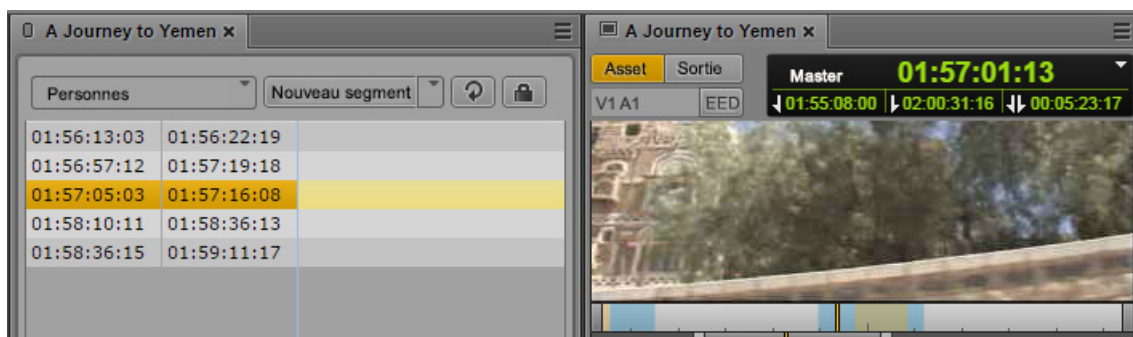 A Journey to Yemen ×
Personnes
Nouveau segment
01:56:13:03 01:56:22:19
01:56:57:12 01:57:19:18
01:57:05:03 01:57:16:08
01:58:10:11 01:58:36:13
01:58:36:15 01:59:11:17
A Journey to Yemen ×
Asset Sortie
Master 01:57:01:13
V1 A1 EED
01:55:08:00 02:00:31:16 00:05:23:17